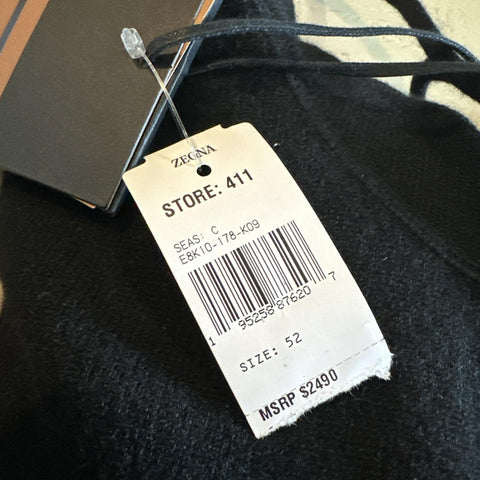 ZEGNA
STORE: 411
SEAS: C
E8K10-178-K09
1 95258 87620 7
SIZE: 52
MSRP $2490